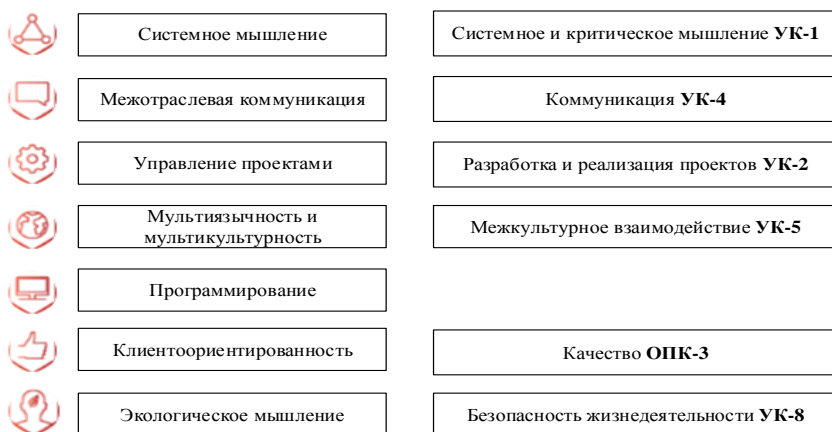 Системное мышление
Системное и критическое мышление УК-1
Межотраслевая коммуникация
Коммуникация УК-4
Управление проектами
Разработка и реализация проектов УК-2
Мультиязычность и
мультикультурность
Межкультурное взаимодействие УК-5
Программирование
Клиентоориентированность
Качество ОПК-3
Экологическое мышление
Безопасность жизнедеятельности УК-8